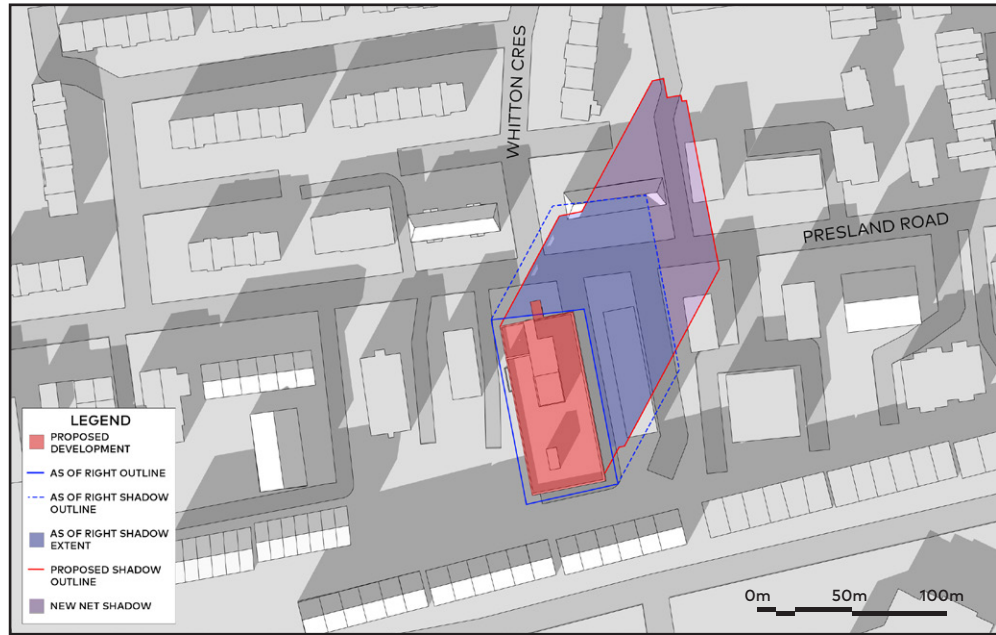 WHITTON CRES
PRESLAND ROAD
LEGEND
PROPOSED
DEVELOPMENT
AS OF RIGHT OUTLINE
AS OF RIGHT SHADOW
OUTLINE
AS OF RIGHT SHADOW
EXTENT
PROPOSED SHADOW
OUTLINE
NEW NET SHADOW
0m 50m 100m